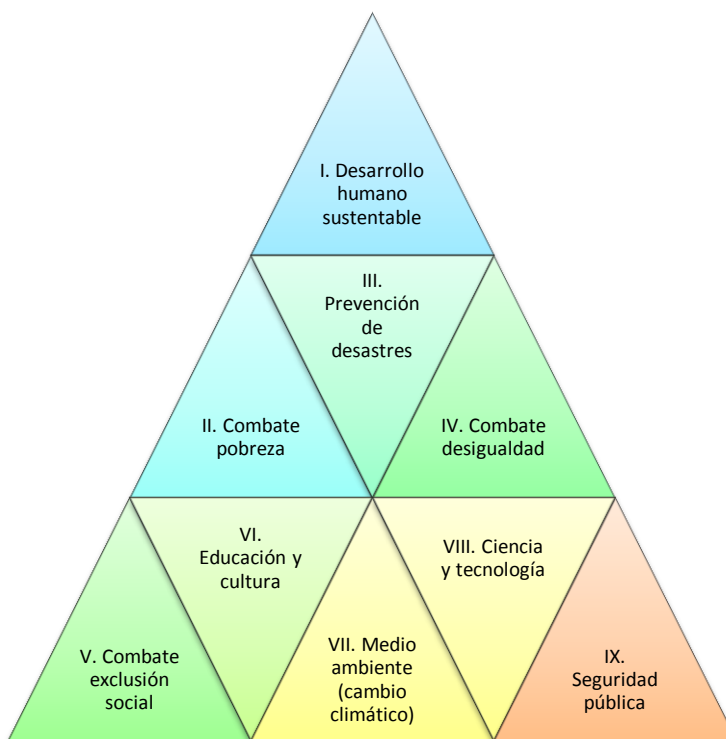 I. Desarrollo
humano
sustentable
III.
Prevención
de
desastres
II. Combate
pobreza
IV. Combate
desigualdad
VI.
Educación y
cultura
VIII. Ciencia
y tecnología
V. Combate
exclusión
social
VII. Medio
ambiente
(cambio
climático)
IX.
Seguridad
pública